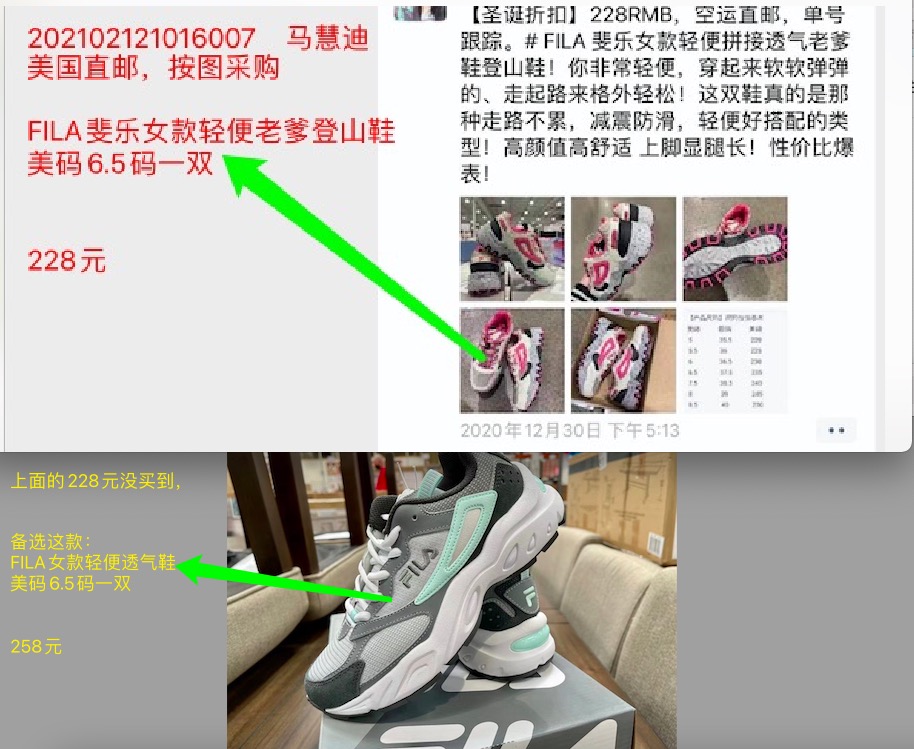 202102121016007 马慧迪
美国直邮，按图采购
FILA斐乐女款轻便老爹登山鞋
美码6.5码一双
228元
【圣诞折扣】228RMB，空运直邮，单号
跟踪。# FILA 斐乐女款轻便拼接透气老爹
鞋登山鞋！你非常轻便，穿起来软软弹弹
的、走起路来格外轻松！这双鞋真的是那
种走路不累，减震防滑，轻便好搭配的类
型！高颜值高舒适 上脚显腿长！性价比爆
表！
2020年12月30日 下午5:13
上面的228元没买到，
备选这款：
FILA女款轻便透气鞋
美码6.5码一双
258元
FILA
FILA